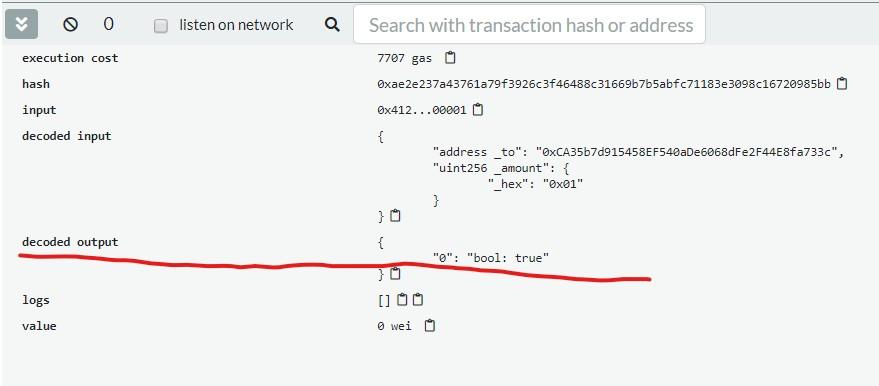 0 listen on network Search with transaction hash or address
execution cost 7707 gas
hash 0xae2e237a43761a79f3926c3f46488c31669b7b5abfc71183e3098c16720985bb
input 0x412...00001
decoded input {
"address _to": "0xCA35b7d915458EF540aDe6068dFe2F44E8fa733c",
"uint256 _amount": {
"_hex": "0x01"
}
}
decoded output {
"0": "bool: true"
}
logs []
value 0 wei